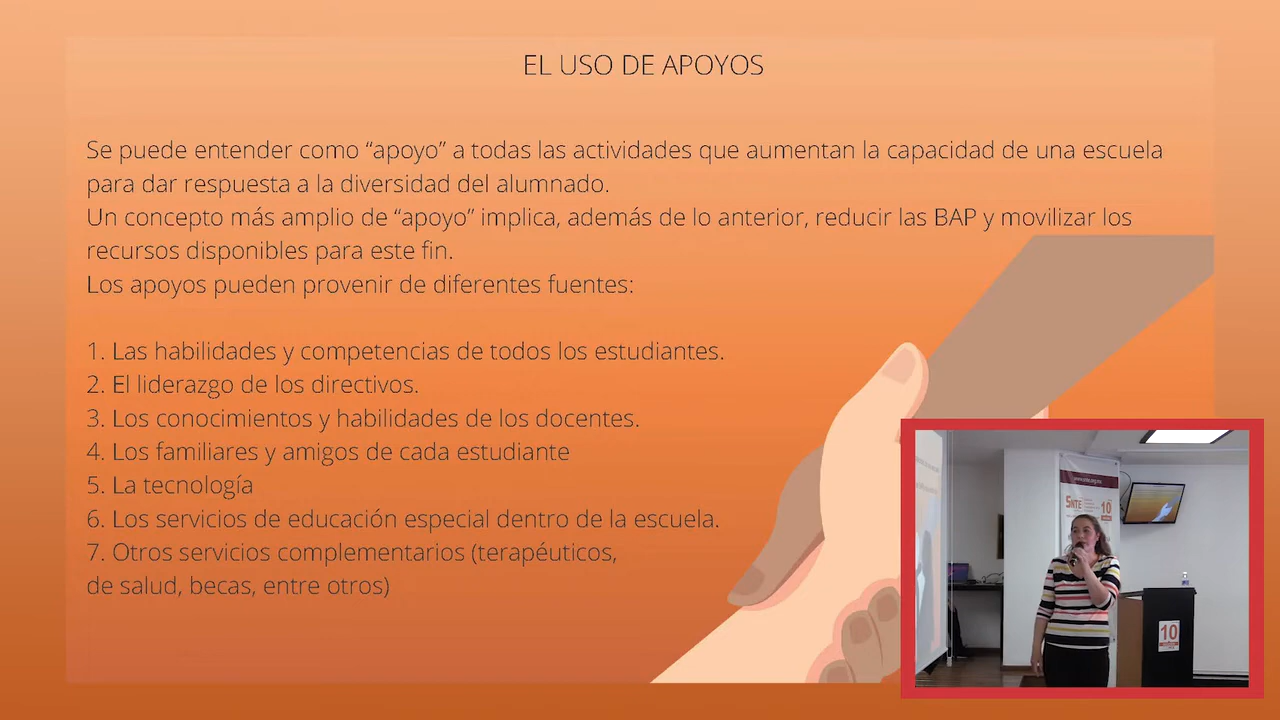 EL USO DE APOYOS
Se puede entender como “apoyo” a todas las actividades que aumentan la capacidad de una escuela
para dar respuesta a la diversidad del alumnado.
Un concepto más amplio de “apoyo” implica, además de lo anterior, reducir las BAP y movilizar los
recursos disponibles para este fin.
Los apoyos pueden provenir de diferentes fuentes:
1. Las habilidades y competencias de todos los estudiantes.
2. El liderazgo de los directivos.
3. Los conocimientos y habilidades de los docentes.
4. Los familiares y amigos de cada estudiante
5. La tecnología
6. Los servicios de educación especial dentro de la escuela.
7. Otros servicios complementarios (terapéuticos,
de salud, becas, entre otros)
www.snte.org.mx
SNTE
10
10